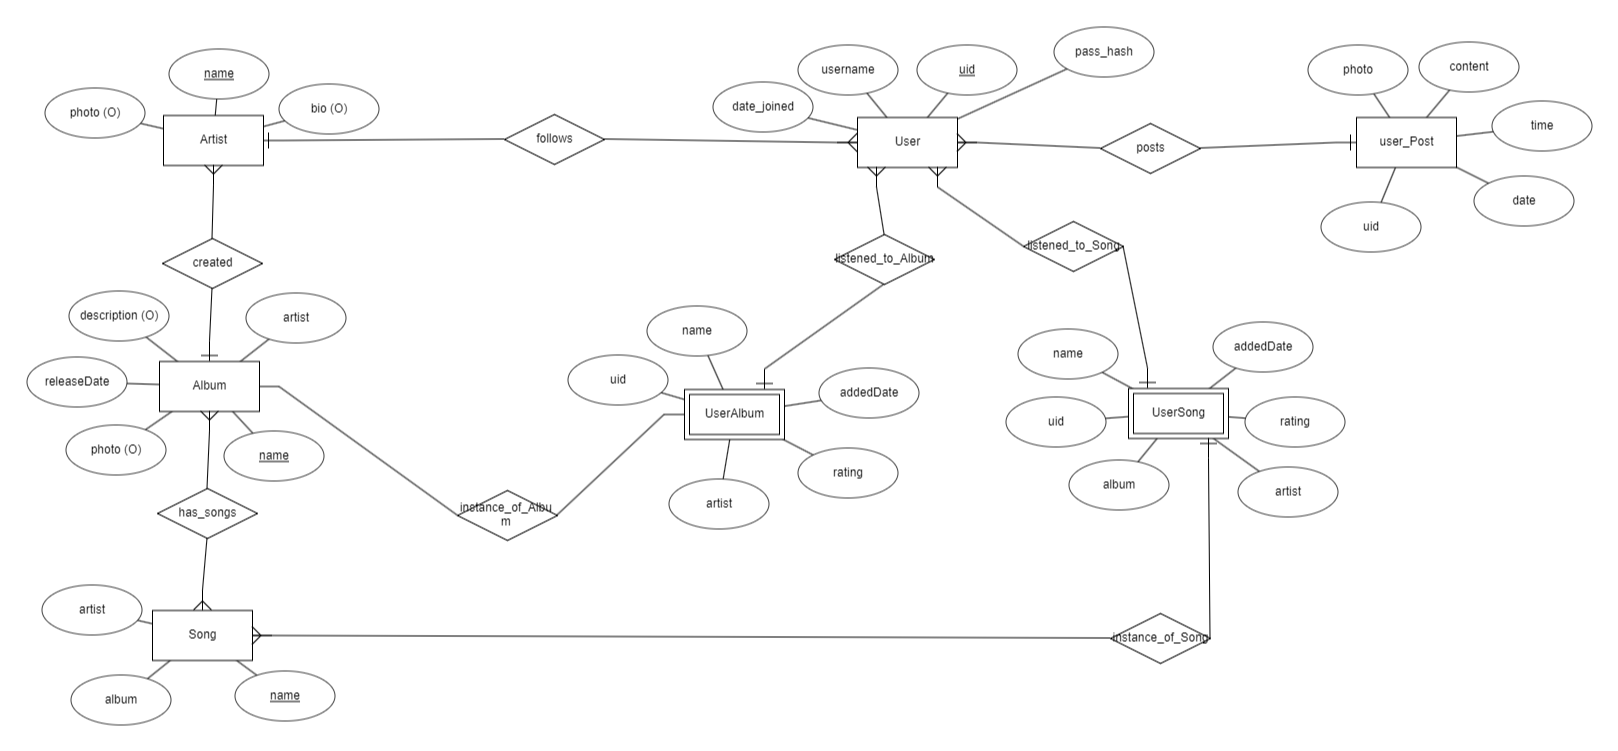 pass_hash
name
username
uid
photo
content
photo (O)
bio (O)
date_joined
time
Artist
follows
User
posts
user_Post
date
uid
created
listened_to_Album
listened_to_Song
description (O)
artist
name
name
addedDate
releaseDate
Album
uid
addedDate
UserAlbum
uid
UserSong
rating
photo (O)
name
artist
rating
album
artist
has_songs
instance_of_Albu
m
artist
Song
instance_of_Song
album
name